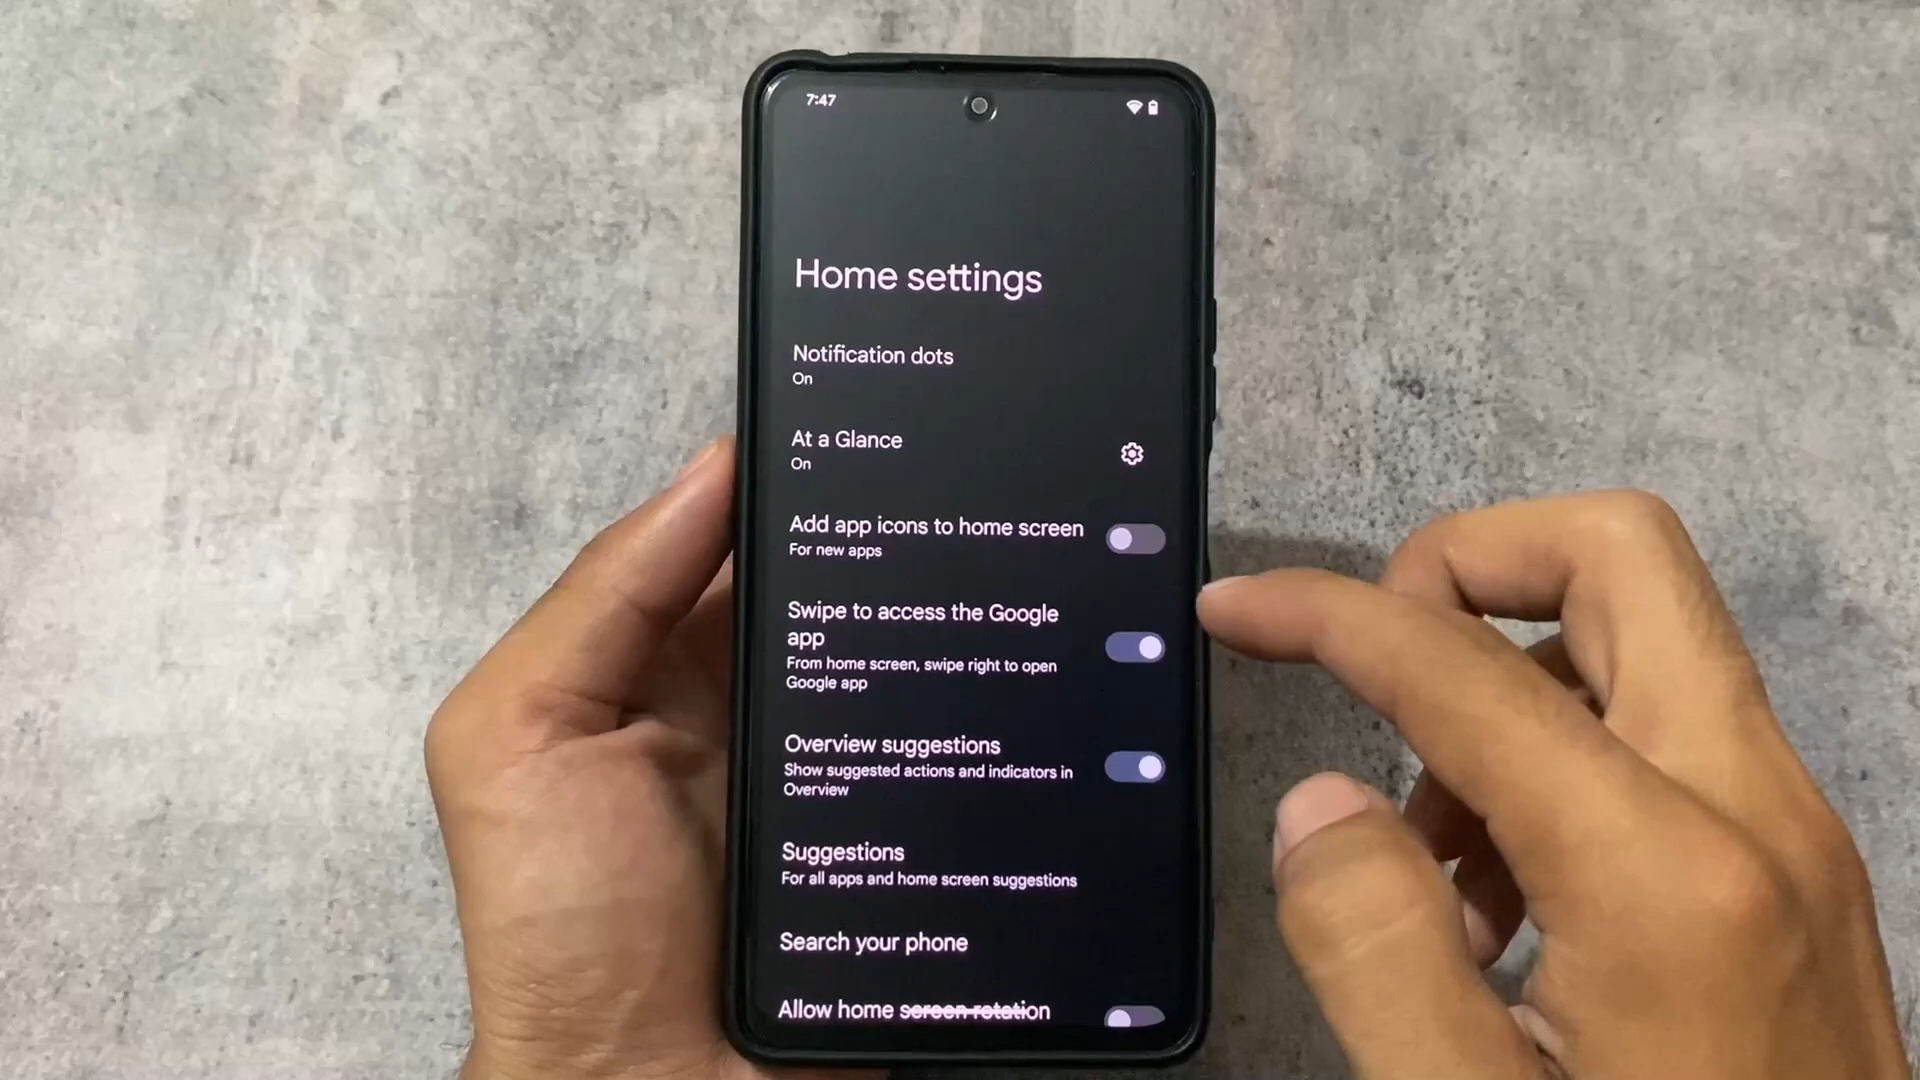 7:47
Home settings
Notification dots
On
At a Glance
On
Add app icons to home screen
For new apps
Swipe to access the Google
app
From home screen, swipe right to open
Google app
Overview suggestions
Show suggested actions and indicators in
Overview
Suggestions
For all apps and home screen suggestions
Search your phone
Allow home screen rotation